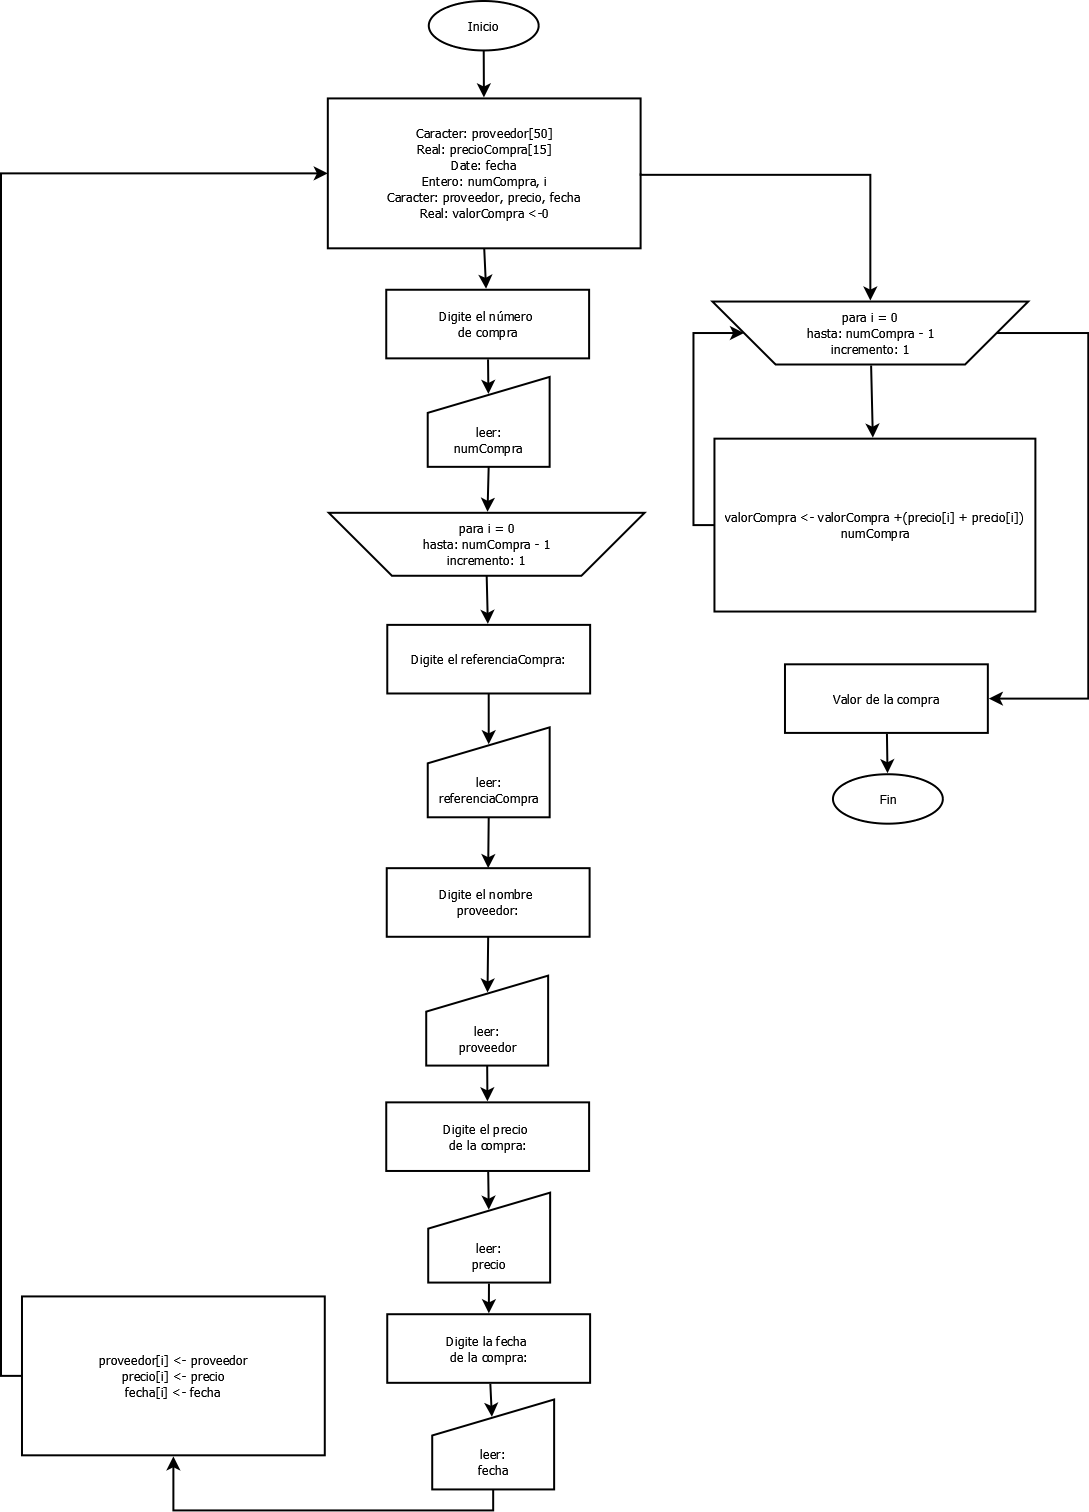 Inicio
Caracter: proveedor[50]
Real: precioCompra[15]
Date: fecha
Entero: numCompra, i
Caracter: proveedor, precio, fecha
Real: valorCompra <-0
Digite el número
de compra
leer:
numCompra
para i = 0
hasta: numCompra - 1
incremento: 1
Digite el referenciaCompra:
leer:
referenciaCompra
Digite el nombre
proveedor:
leer:
proveedor
Digite el precio
de la compra:
leer:
precio
Digite la fecha
de la compra:
leer:
fecha
proveedor[i] <- proveedor
precio[i] <- precio
fecha[i] <- fecha
para i = 0
hasta: numCompra - 1
incremento: 1
valorCompra <- valorCompra +(precio[i] + precio[i])
numCompra
Valor de la compra
Fin